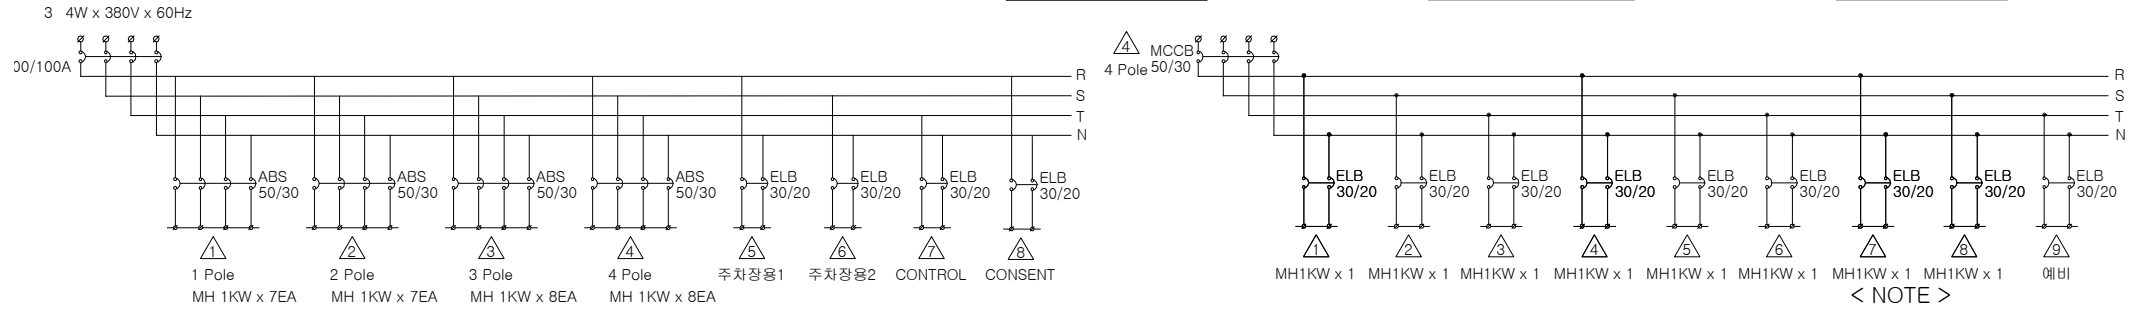 3 4W x 380V x 60Hz
00/100A
R
S
T
N
ABS
50/30
ABS
50/30
ABS
50/30
ABS
50/30
ELB
30/20
ELB
30/20
ELB
30/20
ELB
30/20
1
2
3
4
5
6
7
8
1 Pole
2 Pole
3 Pole
4 Pole
주차장용1
주차장용2
CONTROL
CONSENT
MH 1KW x 7EA
MH 1KW x 7EA
MH 1KW x 8EA
MH 1KW x 8EA
4
MCCB
4 Pole 50/30
R
S
T
N
ELB
30/20
ELB
30/20
ELB
30/20
ELB
30/20
ELB
30/20
ELB
30/20
ELB
30/20
ELB
30/20
ELB
30/20
1
2
3
4
5
6
7
8
9
MH1KW x 1
MH1KW x 1
MH1KW x 1
MH1KW x 1
MH1KW x 1
MH1KW x 1
MH1KW x 1
MH1KW x 1
예비
< NOTE >